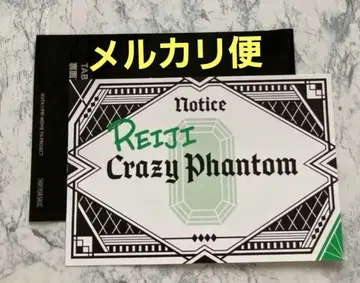 メルカリ便
Notice
REIJI
Crazy Phantom